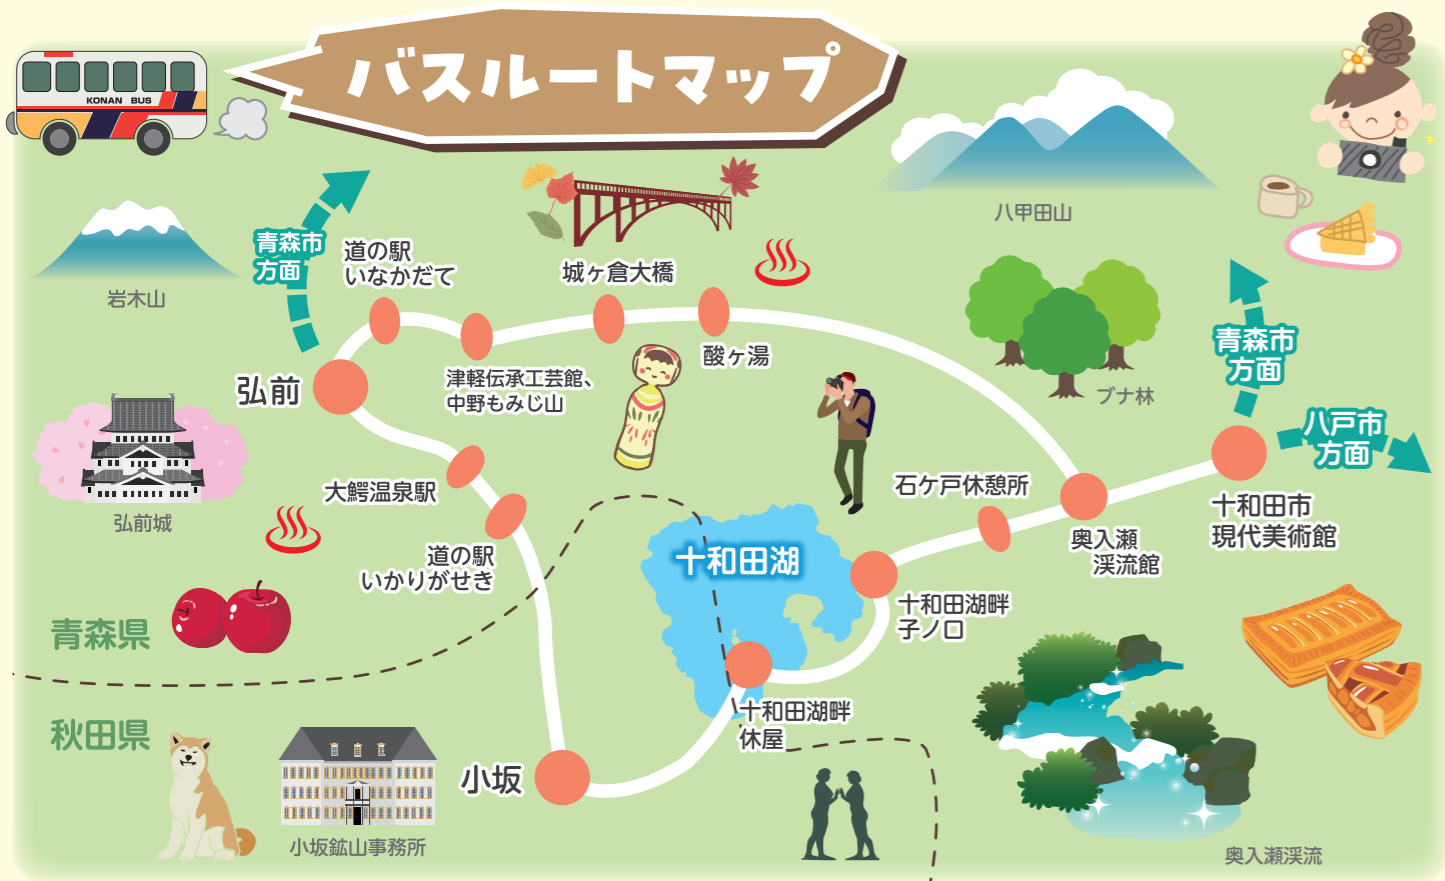 バスルートマップ
KONAN BUS
八甲田山
岩木山
青森市
方面
道の駅
いなかだて
城ヶ倉大橋
酸ヶ湯
津軽伝承工芸館、
中野もみじ山
弘前
ブナ林
青森市
方面
八戸市
方面
弘前城
大鰐温泉駅
道の駅
いかりがせき
石ケ戸休憩所
奥入瀬
渓流館
十和田市
現代美術館
十和田湖
十和田湖畔
子ノ口
十和田湖畔
休屋
青森県
秋田県
小坂
小坂鉱山事務所
奥入瀬渓流